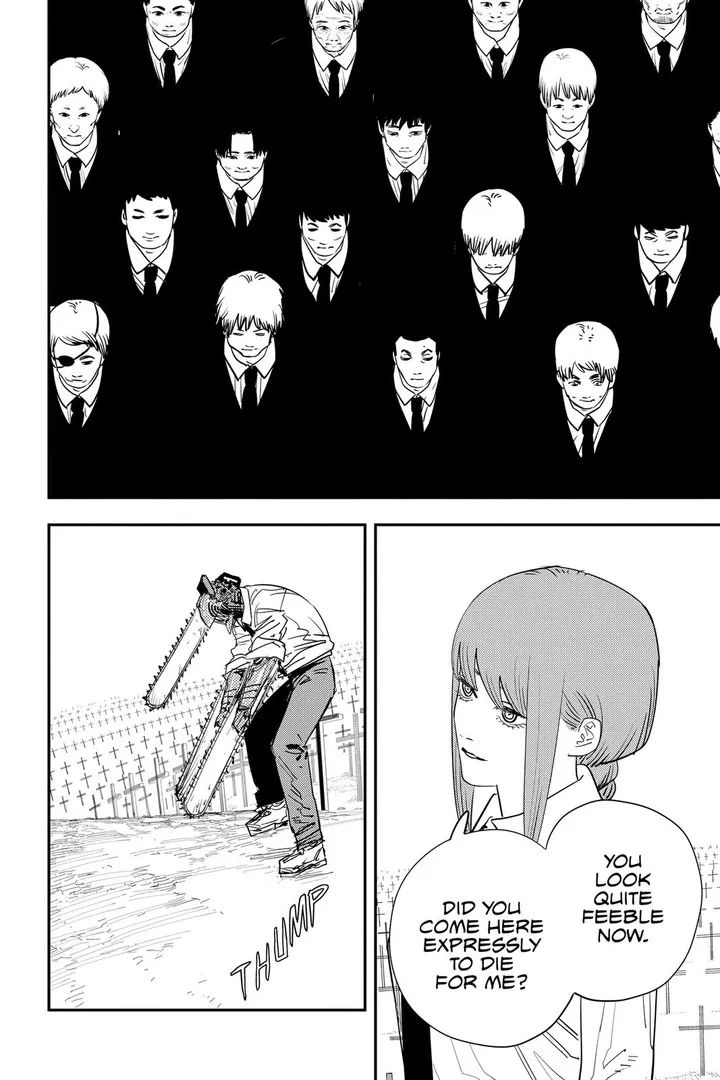 YOU
LOOK
QUITE
FEEBLE
NOW.
DID YOU
COME HERE
EXPRESSLY
TO DIE
FOR ME?
THUMP